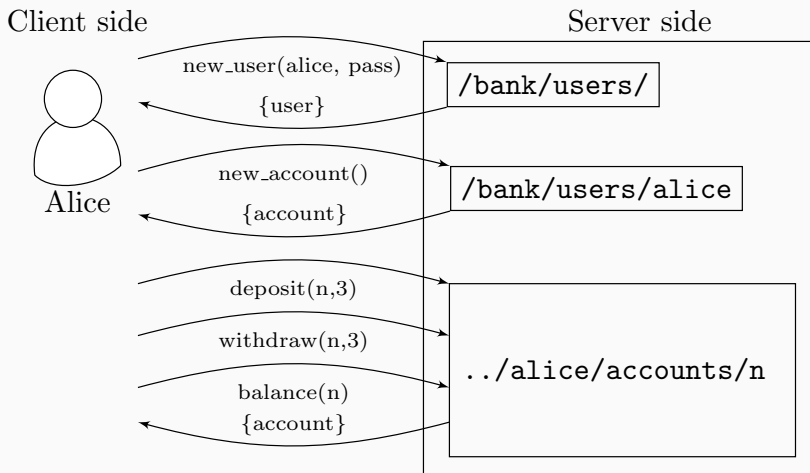 Client side
Server side
new_user(alice, pass)
/bank/users/
{user}
new_account()
/bank/users/alice
Alice
{account}
deposit(n,3)
withdraw(n,3)
../alice/accounts/n
balance(n)
{account}